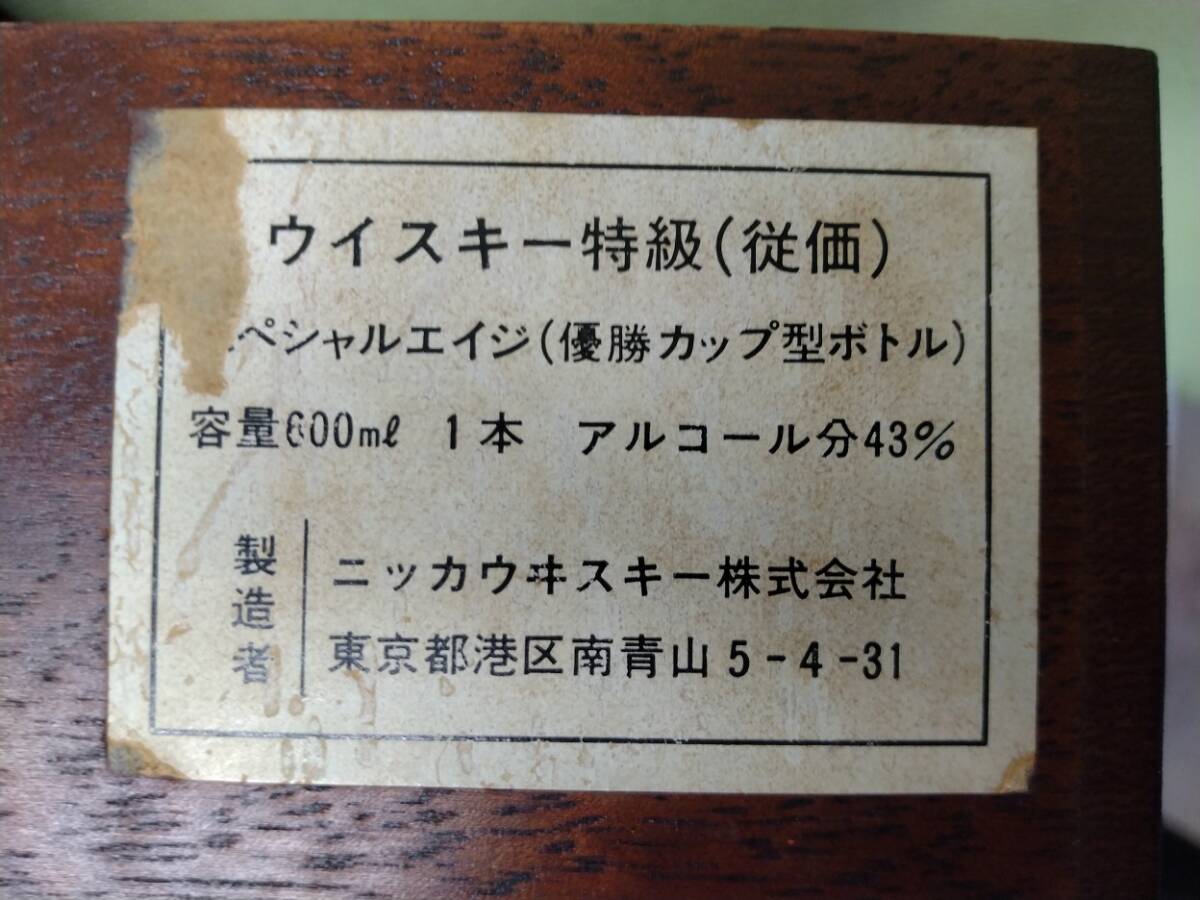 ウイスキー特級(従価)
ペシャルエイジ(優勝カップ型ボトル)
容量600mℓ 1本 アルコール分43%
製造者
ニッカウヰスキー株式会社
東京都港区南青山5-4-31